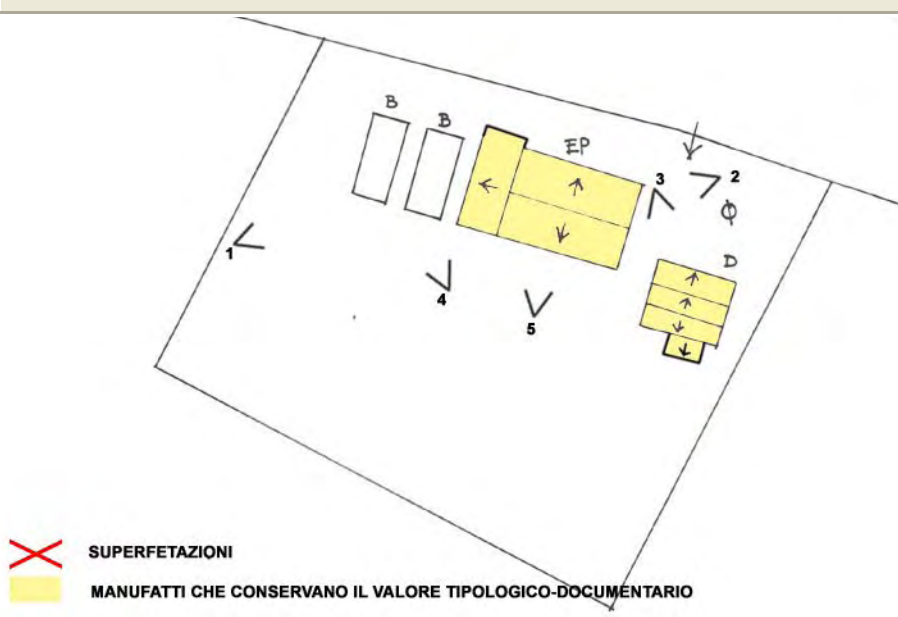 B
B
EP
3
2
Φ
D
1
4
5
SUPERFETAZIONI
MANUFATTI CHE CONSERVANO IL VALORE TIPOLOGICO-DOCUMENTARIO